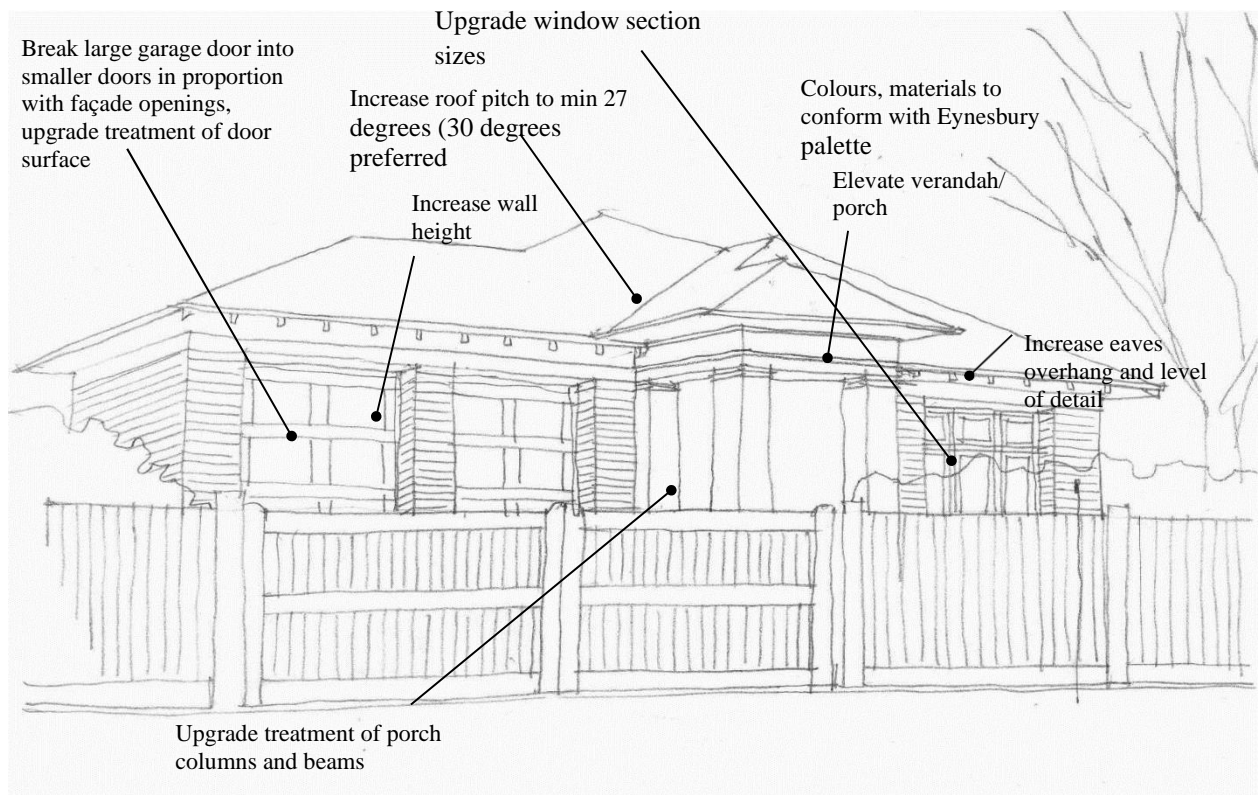 Upgrade window section
sizes
Break large garage door into
smaller doors in proportion
with façade openings,
upgrade treatment of door
surface
Increase roof pitch to min 27
degrees (30 degrees
preferred
Colours, materials to
conform with Eynesbury
palette
Elevate verandah/
porch
Increase wall
height
Increase eaves
overhang and level
of detail
Upgrade treatment of porch
columns and beams